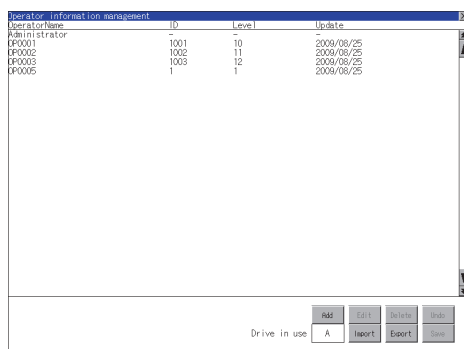 Operator information management
OperatorName ID Level Update
Administrator - - -
OP0001 1001 10 2009/08/25
OP0002 1002 11 2009/08/25
OP0003 1003 12 2009/08/25
OP0005 1 1 2009/08/25
Add Edit Delete Undo
Drive in use A Import Export Save